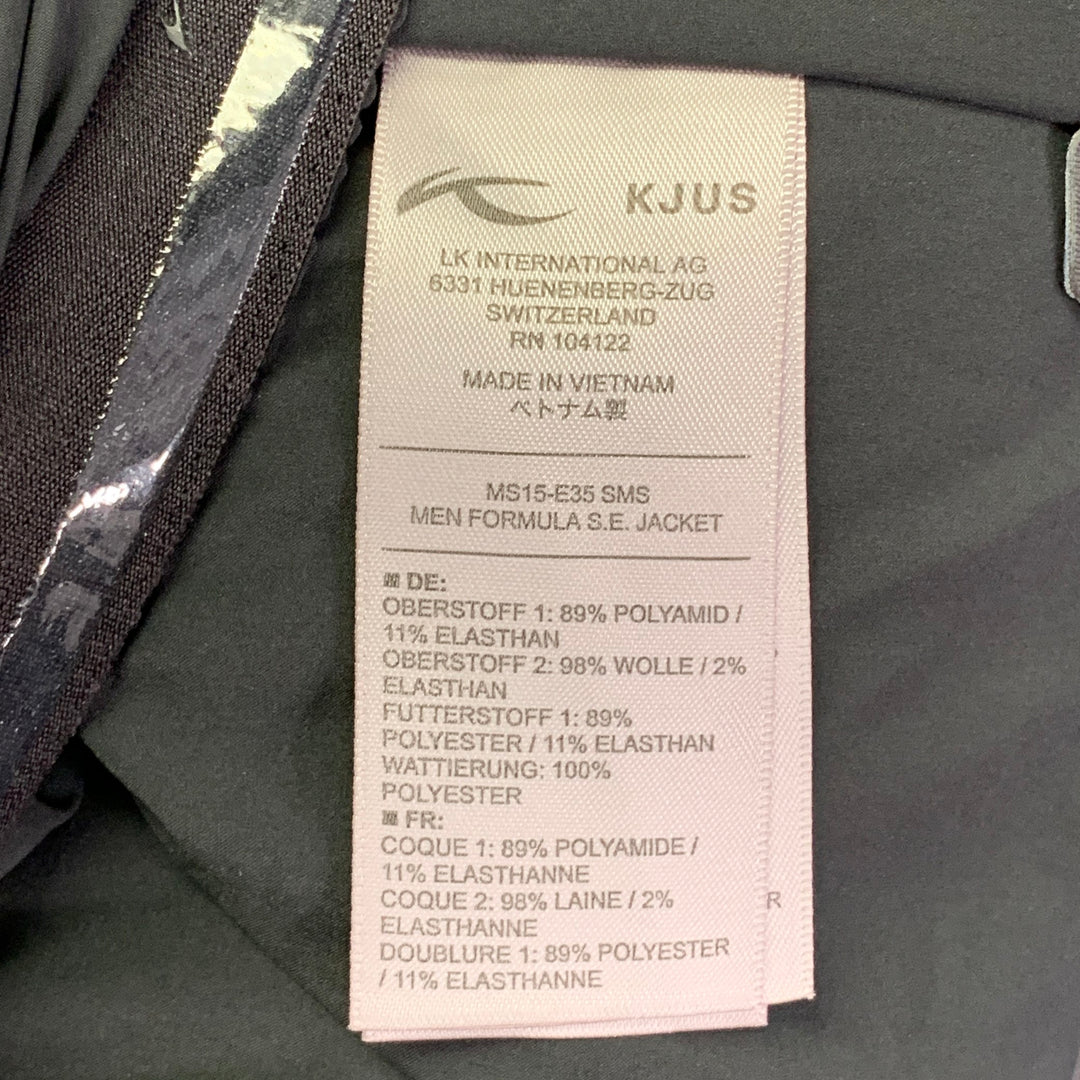 KJUS
LK INTERNATIONAL AG
6331 HUENENBERG-ZUG
SWITZERLAND
RN 104122
MADE IN VIETNAM
ベトナム製
MS15-E35 SMS
MEN FORMULA S.E. JACKET
DE:
OBERSTOFF 1: 89% POLYAMID /
11% ELASTHAN
OBERSTOFF 2: 98% WOLLE / 2%
ELASTHAN
FUTTERSTOFF 1: 89%
POLYESTER / 11% ELASTHAN
WATTIERUNG: 100%
POLYESTER
FR:
COQUE 1: 89% POLYAMIDE /
11% ELASTHANNE
COQUE 2: 98% LAINE / 2%
ELASTHANNE
DOUBLURE 1: 89% POLYESTER
/ 11% ELASTHANNE
R